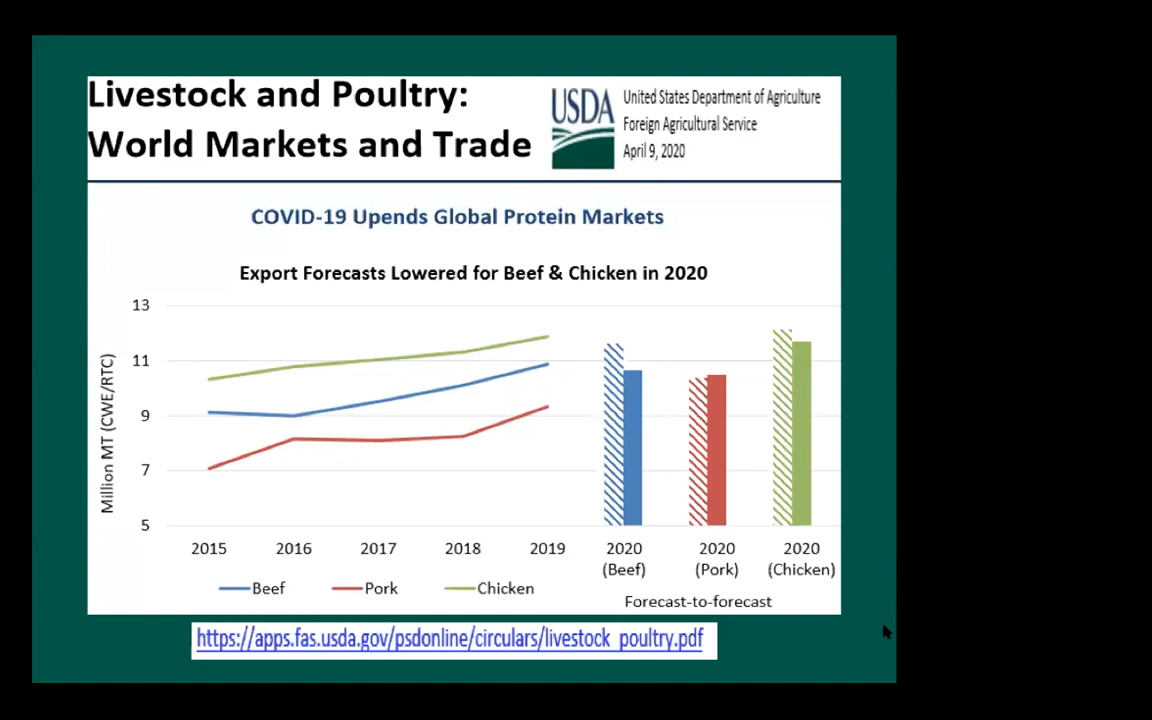 Livestock and Poultry:
World Markets and Trade
USDA
United States Department of Agriculture
Foreign Agricultural Service
April 9, 2020
COVID-19 Upends Global Protein Markets
Export Forecasts Lowered for Beef & Chicken in 2020
Million MT (CWE/RTC)
13
11
9
7
5
2015 2016 2017 2018 2019 2020 2020 2020
(Beef) (Pork) (Chicken)
Beef Pork Chicken
Forecast-to-forecast
https://apps.fas.usda.gov/psdonline/circulars/livestock_poultry.pdf